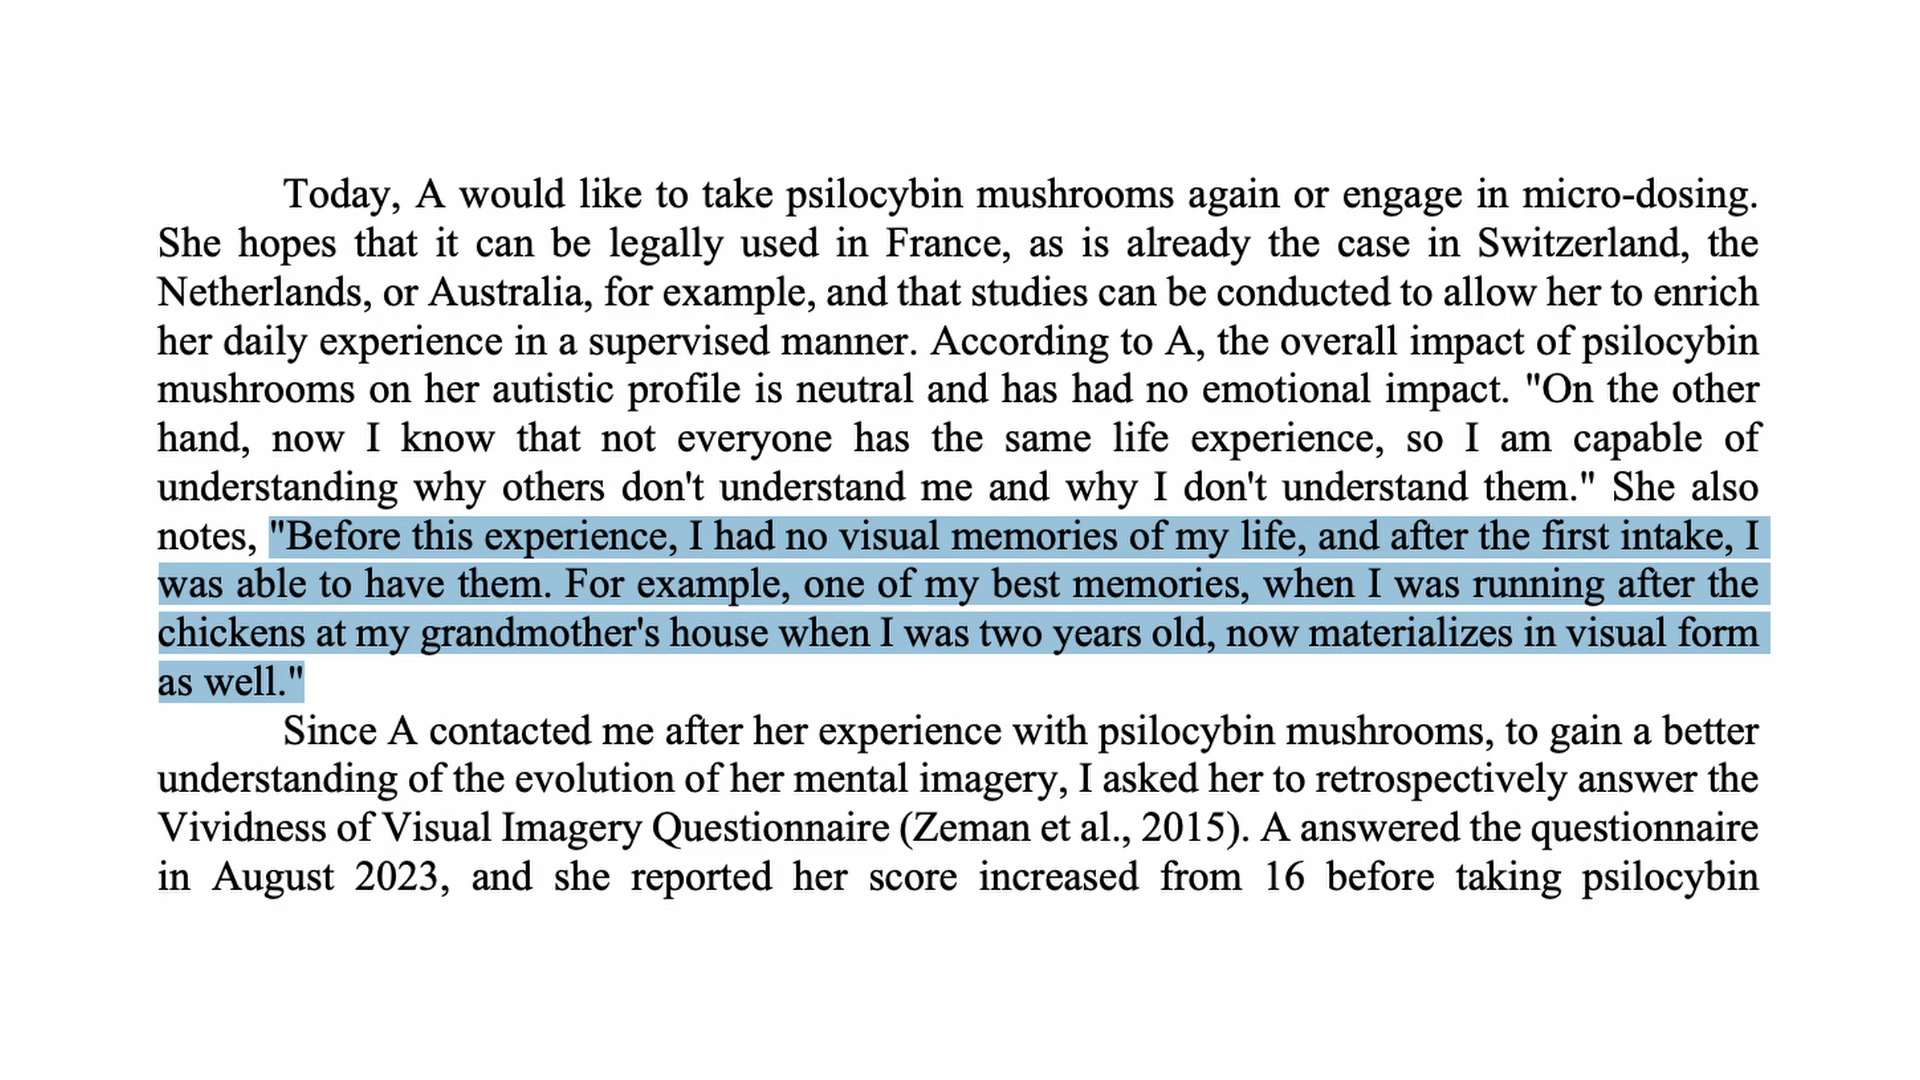 Today, A would like to take psilocybin mushrooms again or engage in micro-dosing.
She hopes that it can be legally used in France, as is already the case in Switzerland, the
Netherlands, or Australia, for example, and that studies can be conducted to allow her to enrich
her daily experience in a supervised manner. According to A, the overall impact of psilocybin
mushrooms on her autistic profile is neutral and has had no emotional impact. "On the other
hand, now I know that not everyone has the same life experience, so I am capable of
understanding why others don't understand me and why I don't understand them." She also
notes, "Before this experience, I had no visual memories of my life, and after the first intake, I
was able to have them. For example, one of my best memories, when I was running after the
chickens at my grandmother's house when I was two years old, now materializes in visual form
as well."
Since A contacted me after her experience with psilocybin mushrooms, to gain a better
understanding of the evolution of her mental imagery, I asked her to retrospectively answer the
Vividness of Visual Imagery Questionnaire (Zeman et al., 2015). A answered the questionnaire
in August 2023, and she reported her score increased from 16 before taking psilocybin